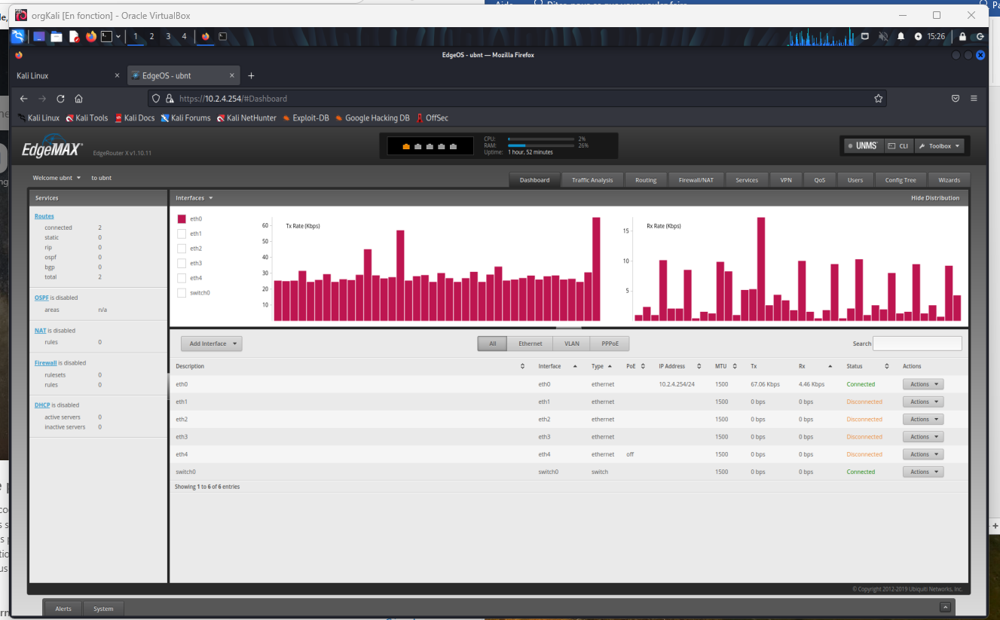 Aide Dites-nous ce que vous voulez faire
orgKali [En fonction] - Oracle VirtualBox
1 2 3 4 15:26
EdgeOS - ubnt — Mozilla Firefox
Kali Linux × EdgeOS - ubnt × +
https://10.2.4.254/#Dashboard
Kali Linux Kali Tools Kali Docs Kali Forums Kali NetHunter Exploit-DB Google Hacking DB OffSec
EdgeMAX EdgeRouter X v1.10.11
CPU: 2%
RAM: 26%
Uptime: 1 hour, 52 minutes
UNMS CLI Toolbox
Welcome ubnt to ubnt
Dashboard Traffic Analysis Routing Firewall/NAT Services VPN QoS Users Config Tree Wizards
Services
Routes
connected 2
static 0
rip 0
ospf 0
bgp 0
total 2
OSPF is disabled
areas n/a
NAT is disabled
rules 0
Firewall is disabled
rulesets 0
rules 0
DHCP is disabled
active servers 0
inactive servers 0
Interfaces Hide Distribution
eth0
eth1
eth2
eth3
eth4
switch0
Tx Rate (Kbps)
60
50
40
30
20
10
Rx Rate (Kbps)
15
10
5
Add Interface All Ethernet VLAN PPPoE Search
Description Interface Type PoE IP Address MTU Tx Rx Status Actions
eth0 eth0 ethernet 10.2.4.254/24 1500 67.06 Kbps 4.46 Kbps Connected Actions
eth1 eth1 ethernet 1500 0 bps 0 bps Disconnected Actions
eth2 eth2 ethernet 1500 0 bps 0 bps Disconnected Actions
eth3 eth3 ethernet 1500 0 bps 0 bps Disconnected Actions
eth4 eth4 ethernet off 1500 0 bps 0 bps Disconnected Actions
switch0 switch0 switch 1500 0 bps 0 bps Connected Actions
Showing 1 to 6 of 6 entries
© Copyright 2012-2019 Ubiquiti Networks, Inc.
Alerts System